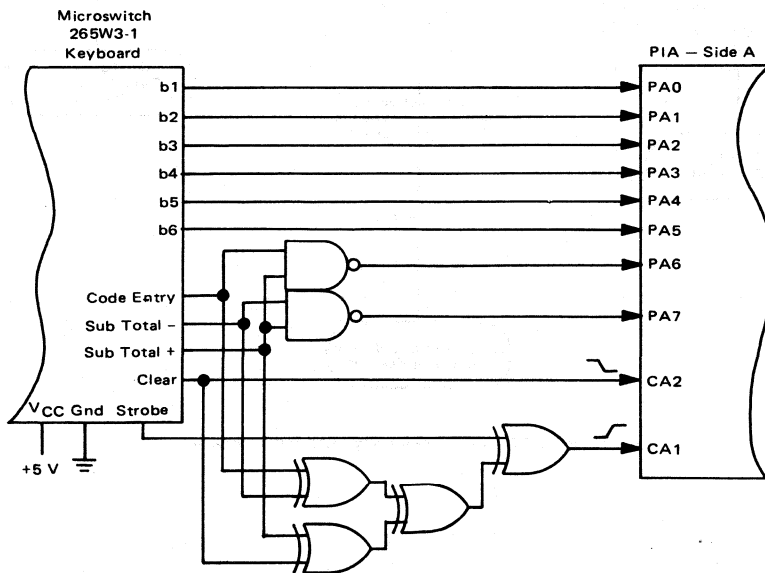 Microswitch
265W3-1
Keyboard
PIA – Side A
b1
PA0
b2
PA1
b3
PA2
b4
PA3
b5
PA4
b6
PA5
PA6
Code Entry
PA7
Sub Total -
Sub Total +
Clear
CA2
VCC Gnd Strobe
CA1
+5 V